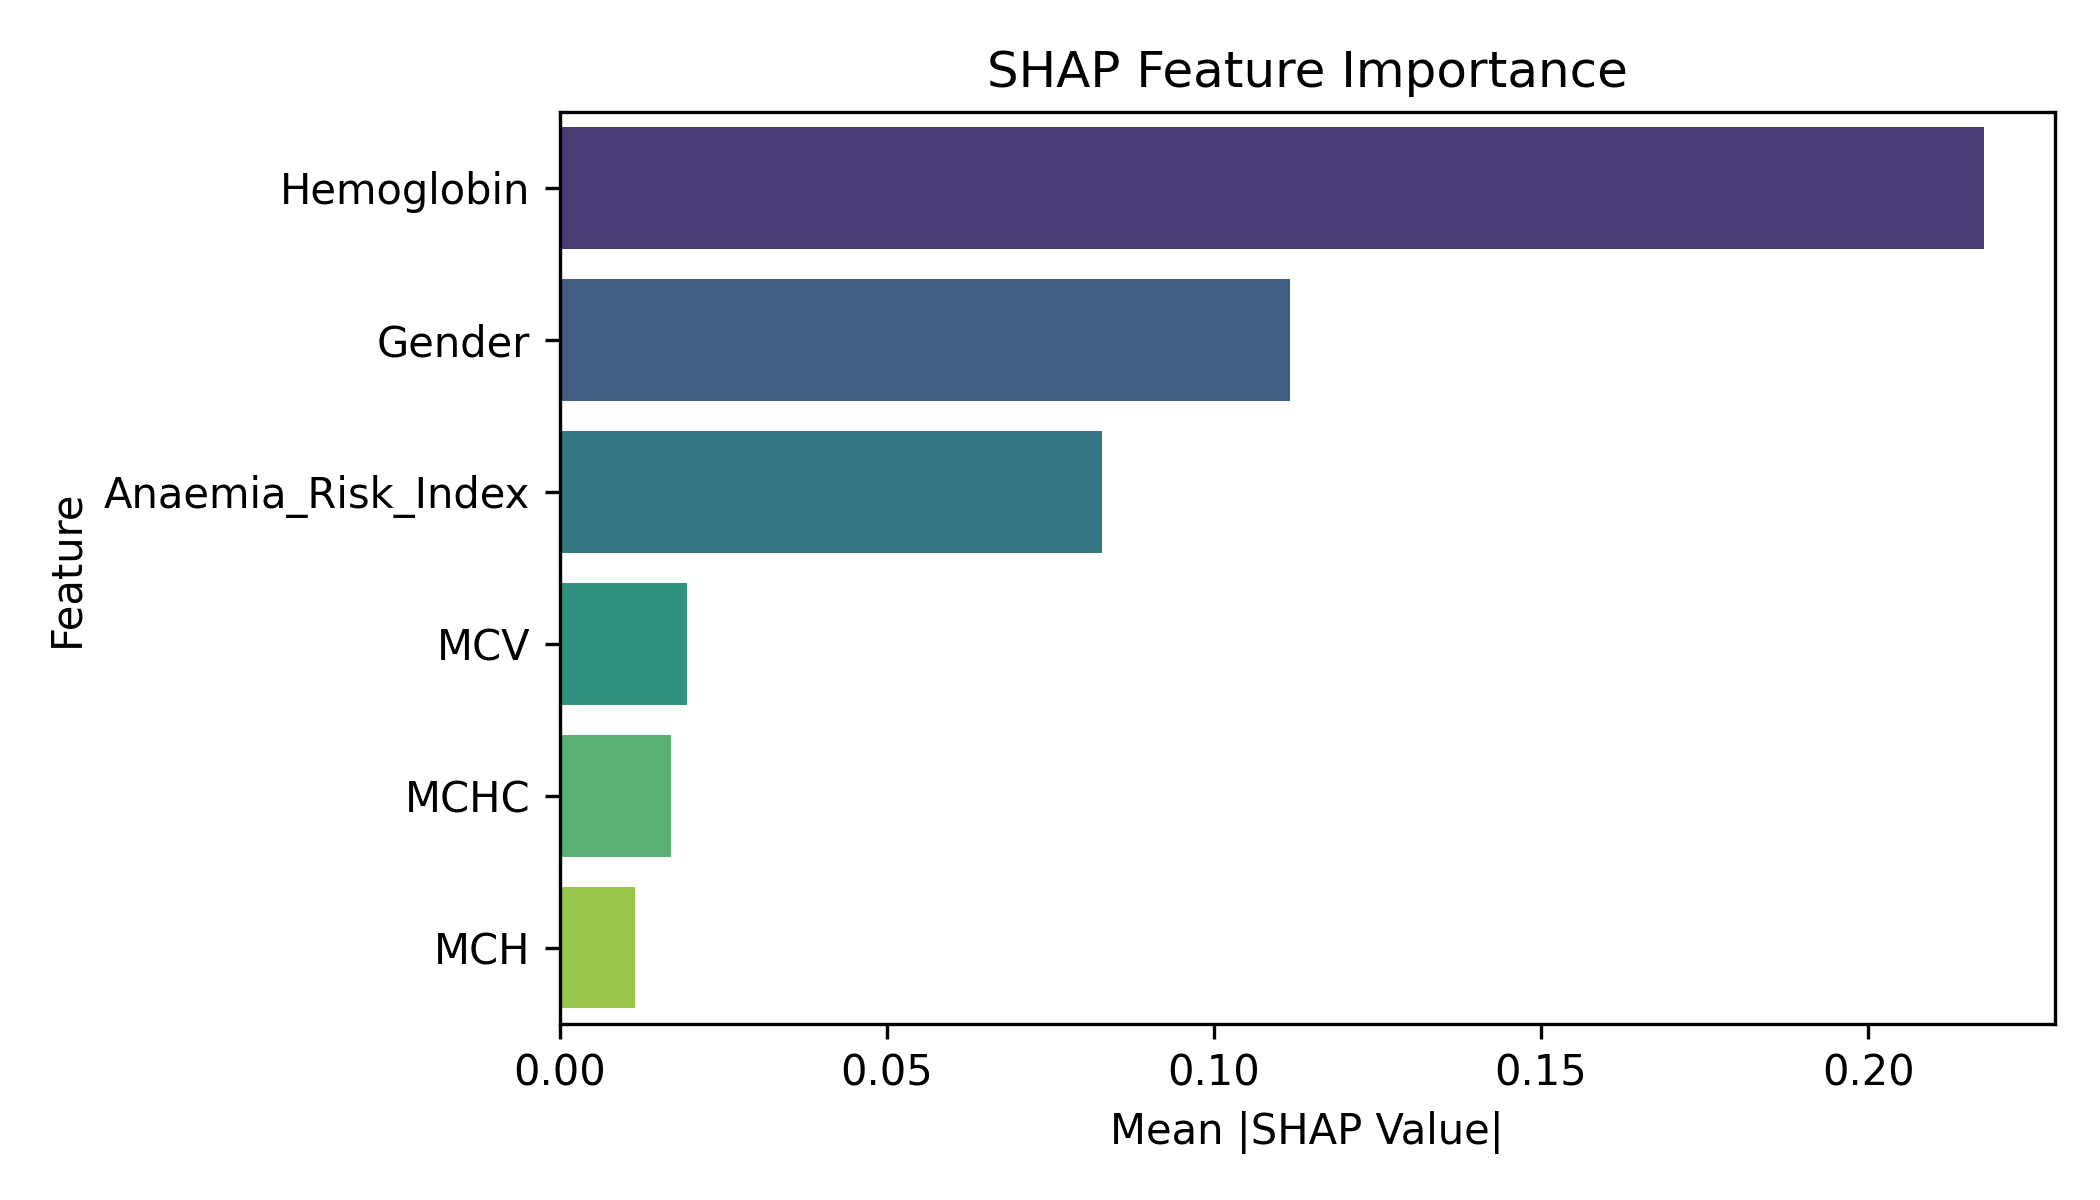 SHAP Feature Importance
Hemoglobin
Gender
Anaemia_Risk_Index
MCV
MCHC
MCH
Feature
0.00 0.05 0.10 0.15 0.20
Mean |SHAP Value|